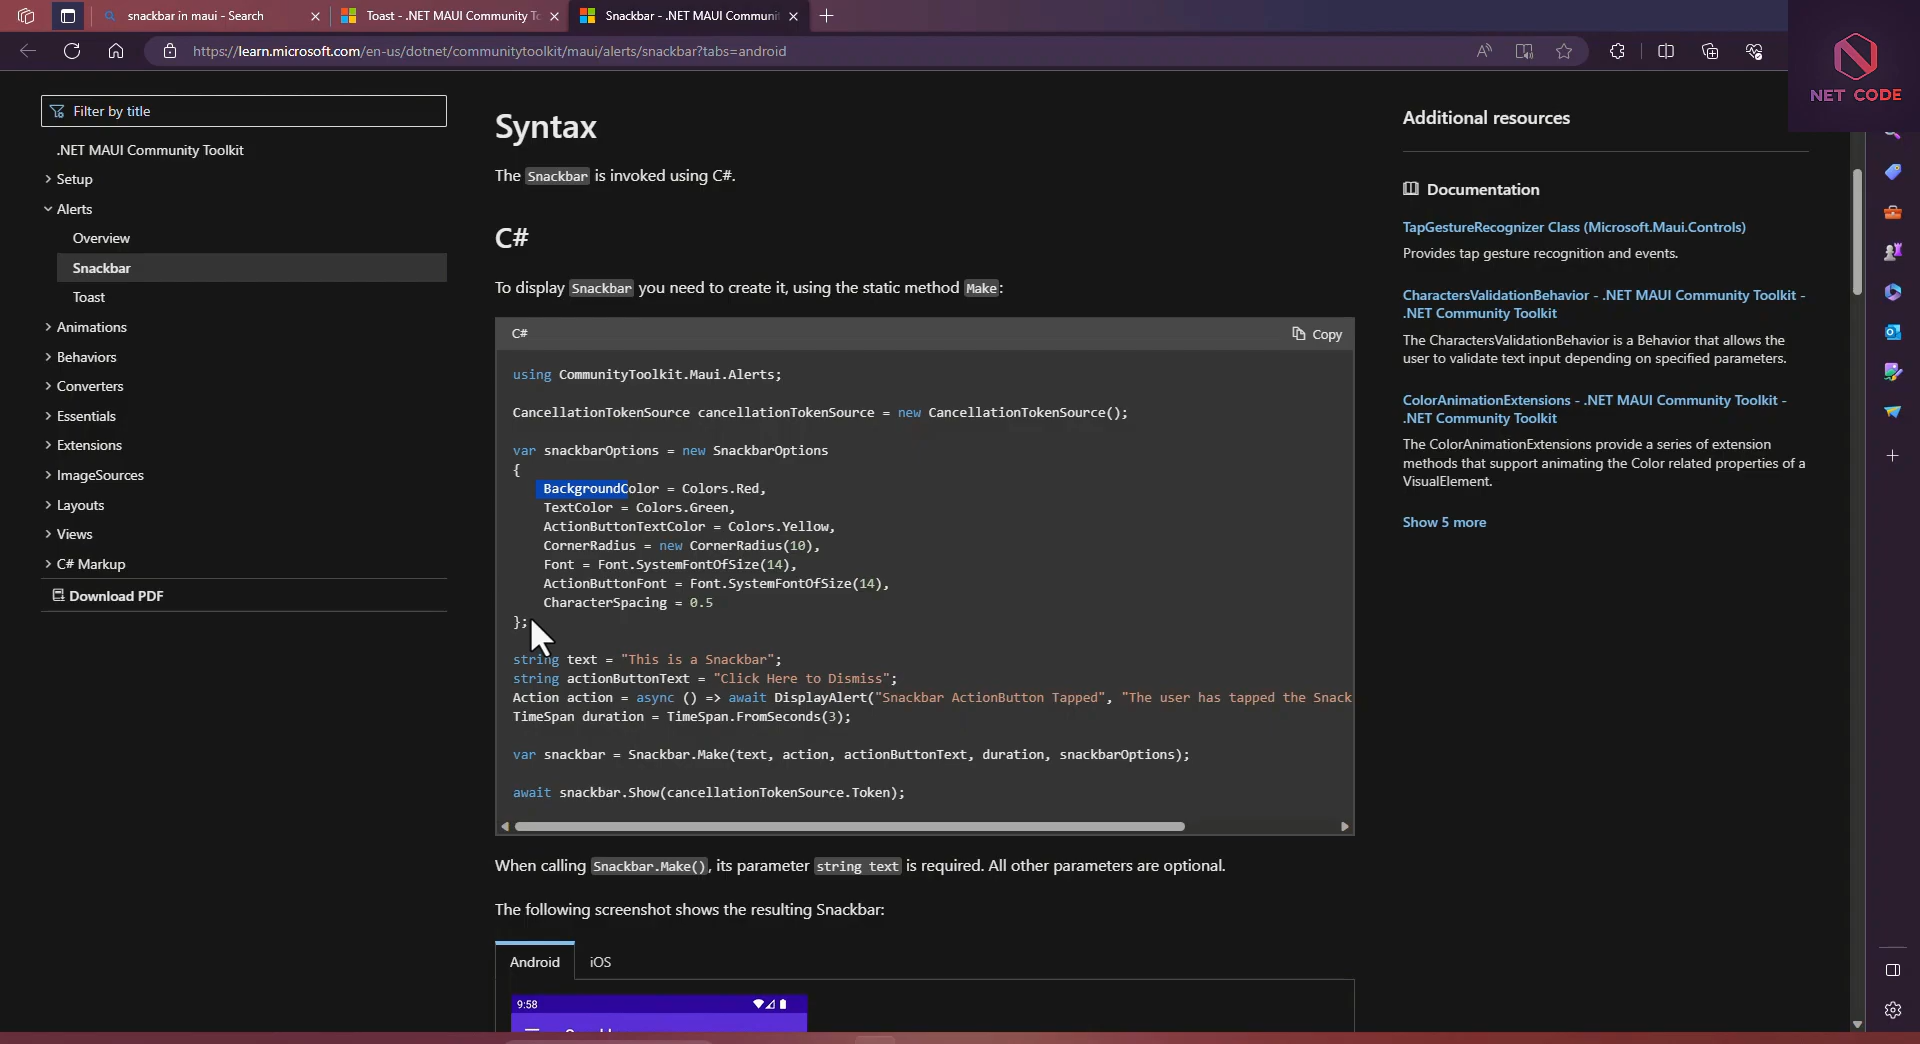 snackbar in maui - Search
Toast - .NET MAUI Community To
Snackbar - .NET MAUI Communi
https://learn.microsoft.com/en-us/dotnet/communitytoolkit/maui/alerts/snackbar?tabs=android
NET CODE
Filter by title
.NET MAUI Community Toolkit
Setup
Alerts
Overview
Snackbar
Toast
Animations
Behaviors
Converters
Essentials
Extensions
ImageSources
Layouts
Views
C# Markup
Download PDF
Syntax
The Snackbar is invoked using C#.
C#
To display Snackbar you need to create it, using the static method Make:
C#
Copy
using CommunityToolkit.Maui.Alerts;
CancellationTokenSource cancellationTokenSource = new CancellationTokenSource();
var snackbarOptions = new SnackbarOptions
{
BackgroundColor = Colors.Red,
TextColor = Colors.Green,
ActionButtonTextColor = Colors.Yellow,
CornerRadius = new CornerRadius(10),
Font = Font.SystemFontOfSize(14),
ActionButtonFont = Font.SystemFontOfSize(14),
CharacterSpacing = 0.5
};
string text = "This is a Snackbar";
string actionButtonText = "Click Here to Dismiss";
Action action = async () => await DisplayAlert("Snackbar ActionButton Tapped", "The user has tapped the Snack
TimeSpan duration = TimeSpan.FromSeconds(3);
var snackbar = Snackbar.Make(text, action, actionButtonText, duration, snackbarOptions);
await snackbar.Show(cancellationTokenSource.Token);
When calling Snackbar.Make(), its parameter string text is required. All other parameters are optional.
The following screenshot shows the resulting Snackbar:
Android
iOS
9:58
Additional resources
Documentation
TapGestureRecognizer Class (Microsoft.Maui.Controls)
Provides tap gesture recognition and events.
CharactersValidationBehavior - .NET MAUI Community Toolkit -
.NET Community Toolkit
The CharactersValidationBehavior is a Behavior that allows the
user to validate text input depending on specified parameters.
ColorAnimationExtensions - .NET MAUI Community Toolkit -
.NET Community Toolkit
The ColorAnimationExtensions provide a series of extension
methods that support animating the Color related properties of a
VisualElement.
Show 5 more